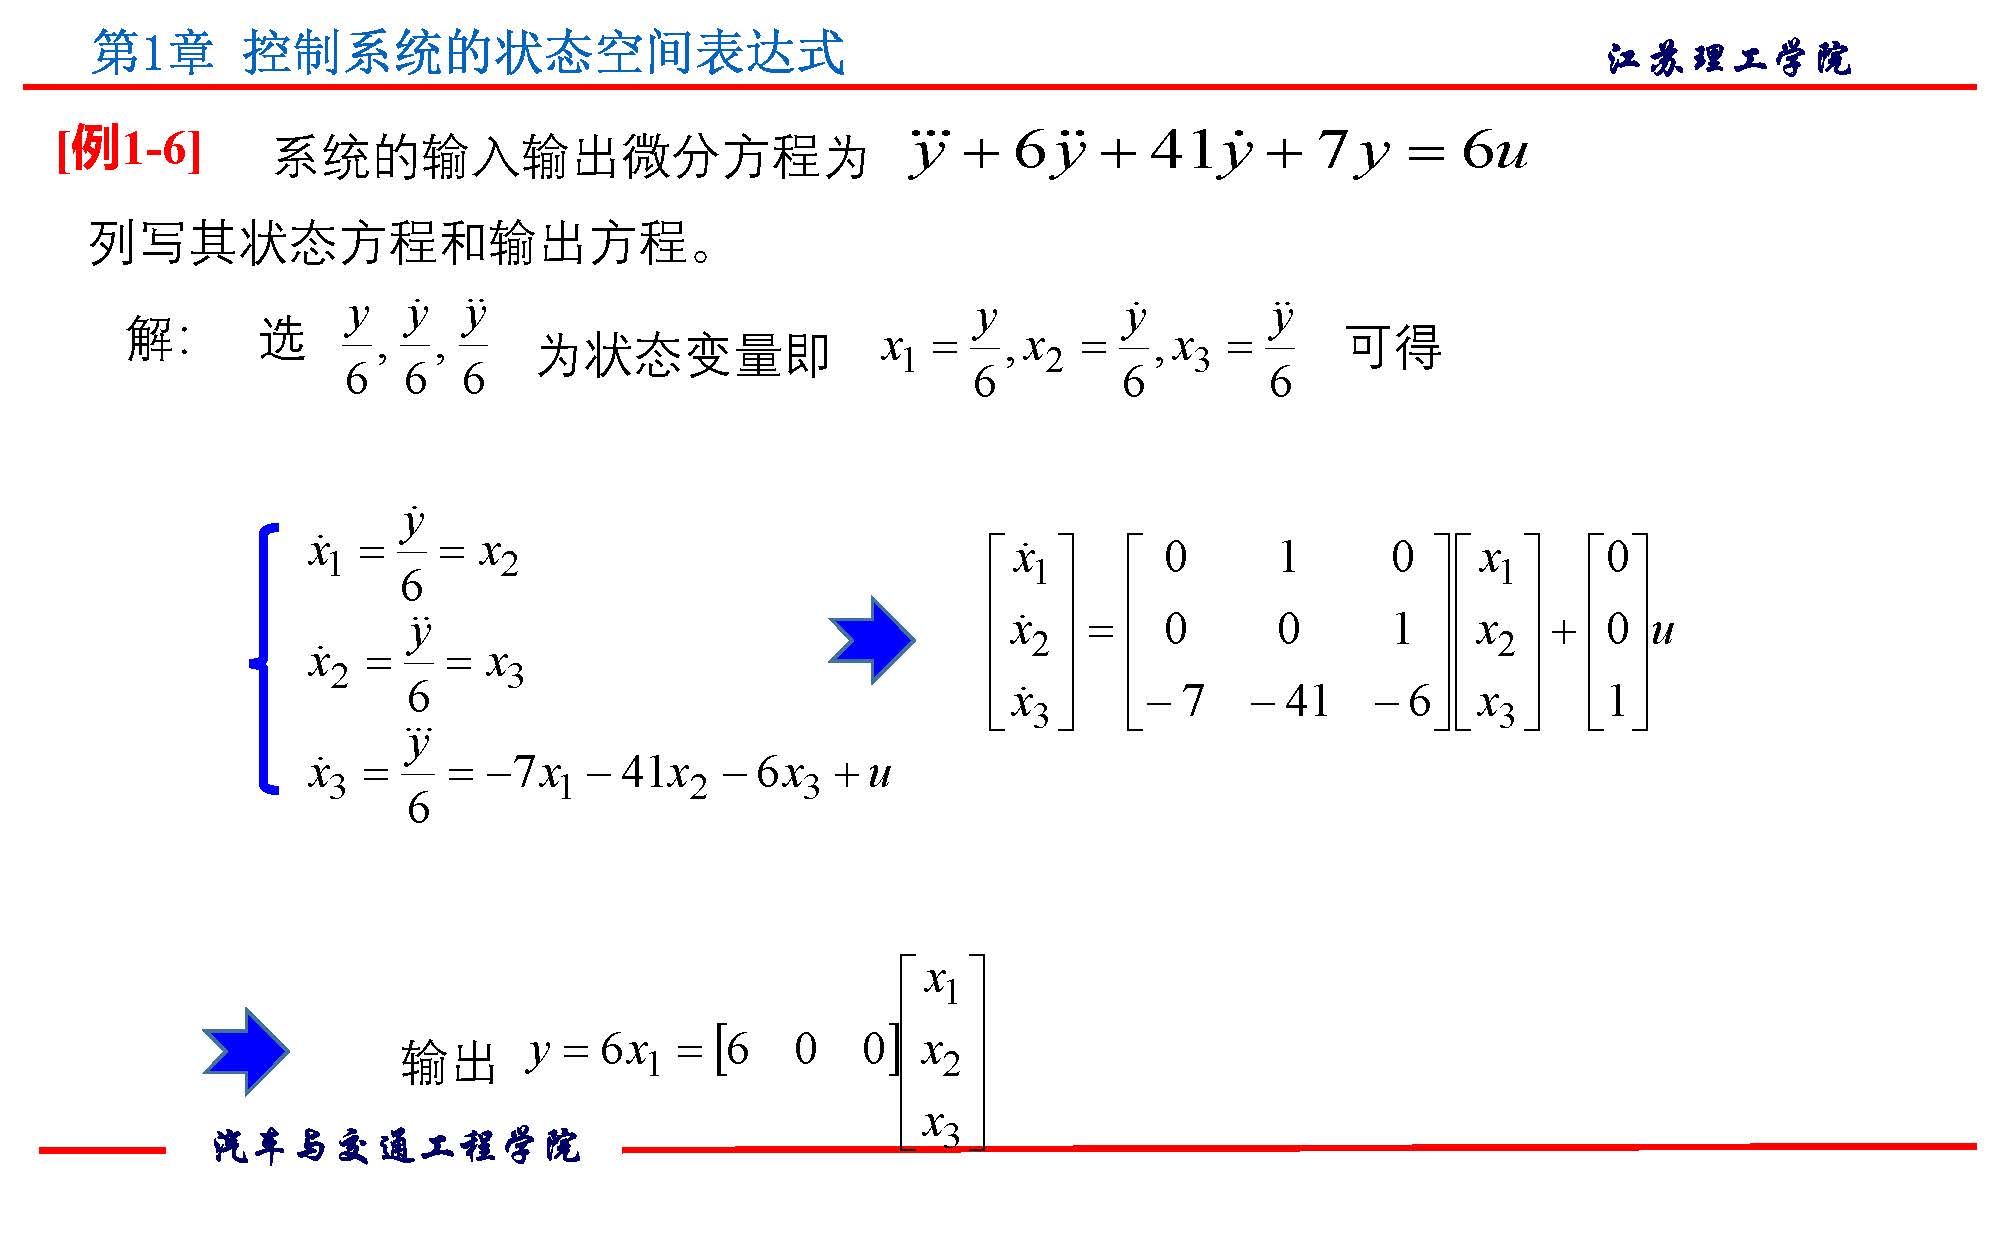 第1章 控制系统的状态空间表达式
江苏理工学院
[例1-6] 系统的输入输出微分方程为 \dddot{y} + 6\ddot{y} + 41\dot{y} + 7y = 6u
列写其状态方程和输出方程。
解： 选 \frac{y}{6}, \frac{\dot{y}}{6}, \frac{\ddot{y}}{6} 为状态变量即 x_1 = \frac{y}{6}, x_2 = \frac{\dot{y}}{6}, x_3 = \frac{\ddot{y}}{6} 可得
\dot{x}_1 = \frac{\dot{y}}{6} = x_2
\dot{x}_2 = \frac{\ddot{y}}{6} = x_3
\dot{x}_3 = \frac{\dddot{y}}{6} = -7x_1 - 41x_2 - 6x_3 + u
\begin{bmatrix} \dot{x}_1 \\ \dot{x}_2 \\ \dot{x}_3 \end{bmatrix} = \begin{bmatrix} 0 & 1 & 0 \\ 0 & 0 & 1 \\ -7 & -41 & -6 \end{bmatrix} \begin{bmatrix} x_1 \\ x_2 \\ x_3 \end{bmatrix} + \begin{bmatrix} 0 \\ 0 \\ 1 \end{bmatrix} u
输出 y = 6x_1 = \begin{bmatrix} 6 & 0 & 0 \end{bmatrix} \begin{bmatrix} x_1 \\ x_2 \\ x_3 \end{bmatrix}
汽车与交通工程学院